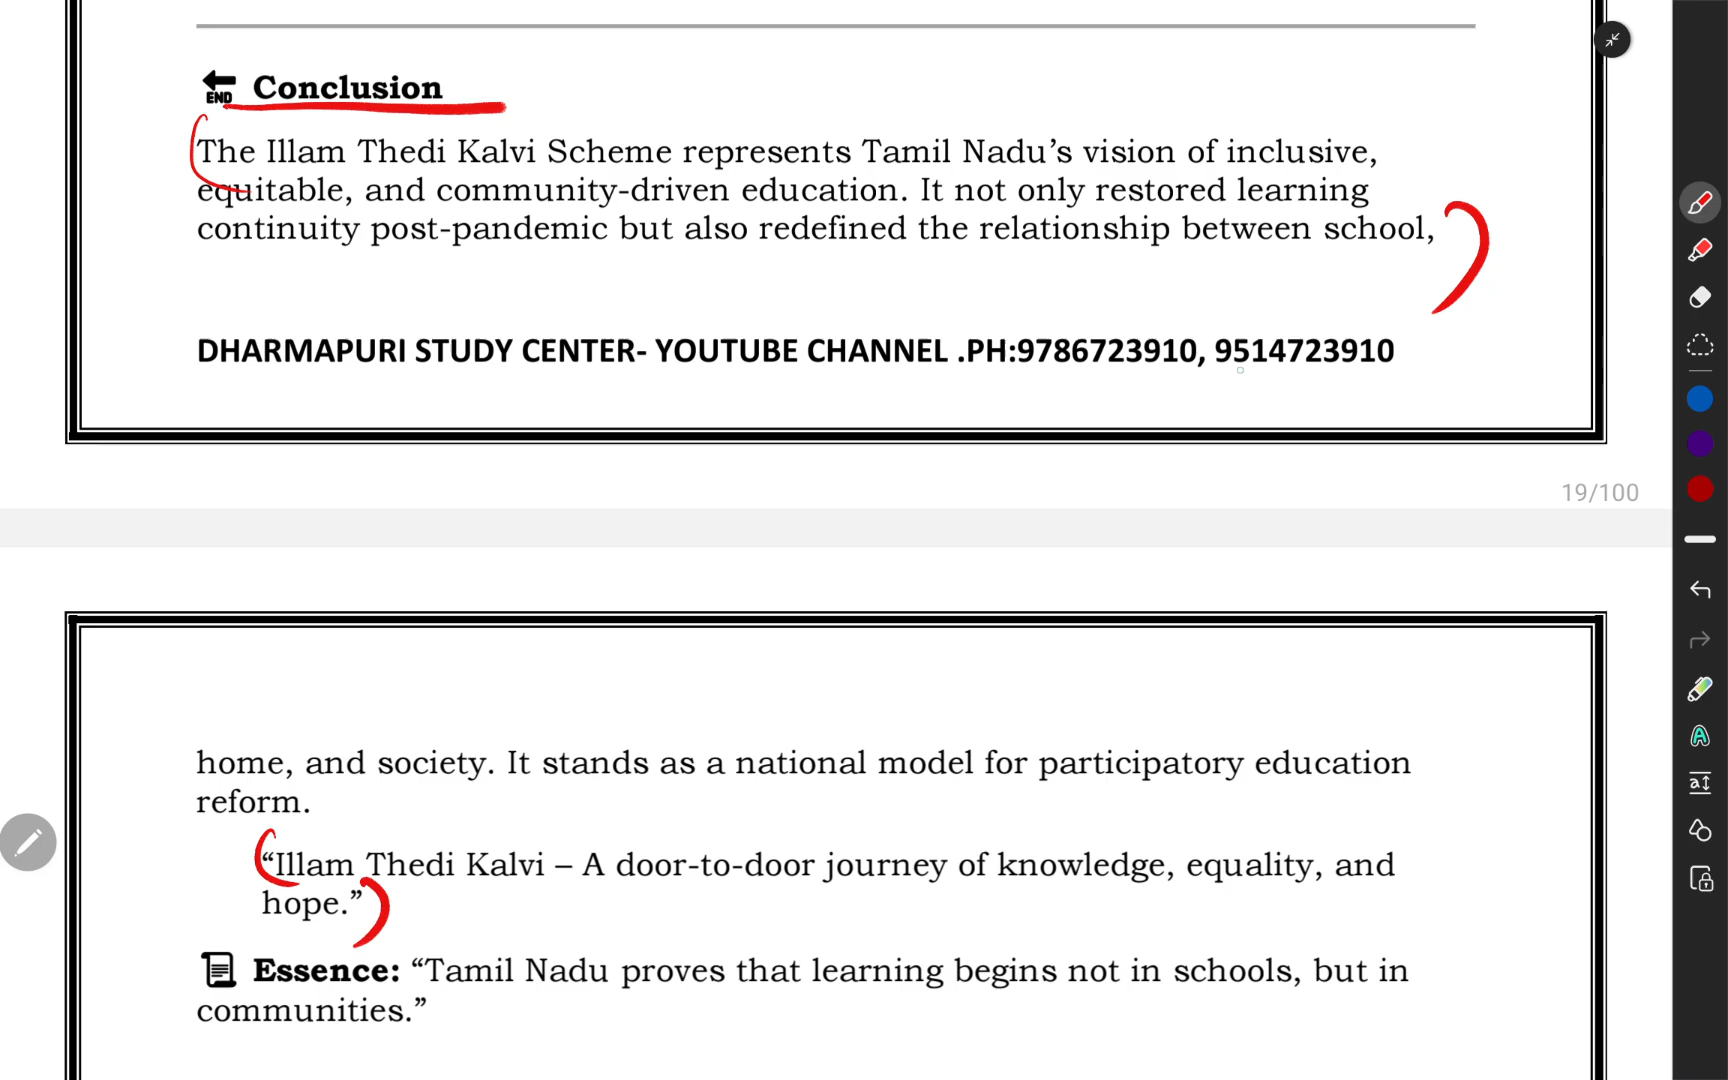 END Conclusion
The Illam Thedi Kalvi Scheme represents Tamil Nadu’s vision of inclusive,
equitable, and community-driven education. It not only restored learning
continuity post-pandemic but also redefined the relationship between school,
DHARMAPURI STUDY CENTER- YOUTUBE CHANNEL .PH:9786723910, 9514723910
19/100
home, and society. It stands as a national model for participatory education
reform.
“Illam Thedi Kalvi – A door-to-door journey of knowledge, equality, and
hope.”
Essence: “Tamil Nadu proves that learning begins not in schools, but in
communities.”